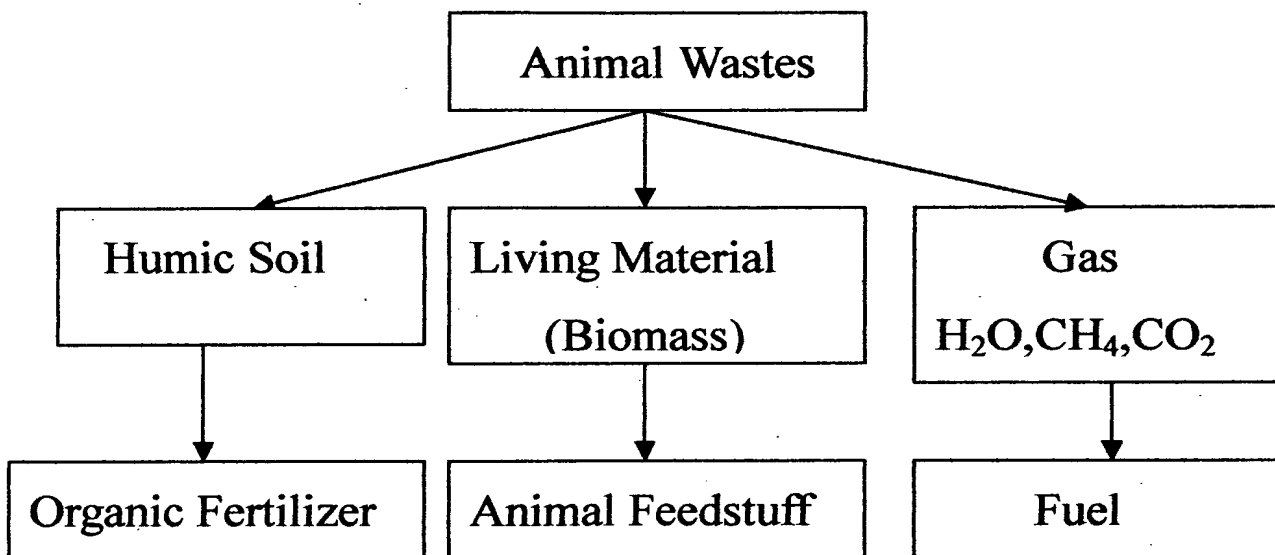 Animal Wastes
Humic Soil
Living Material
(Biomass)
Gas
H₂O,CH₄,CO₂
Organic Fertilizer
Animal Feedstuff
Fuel